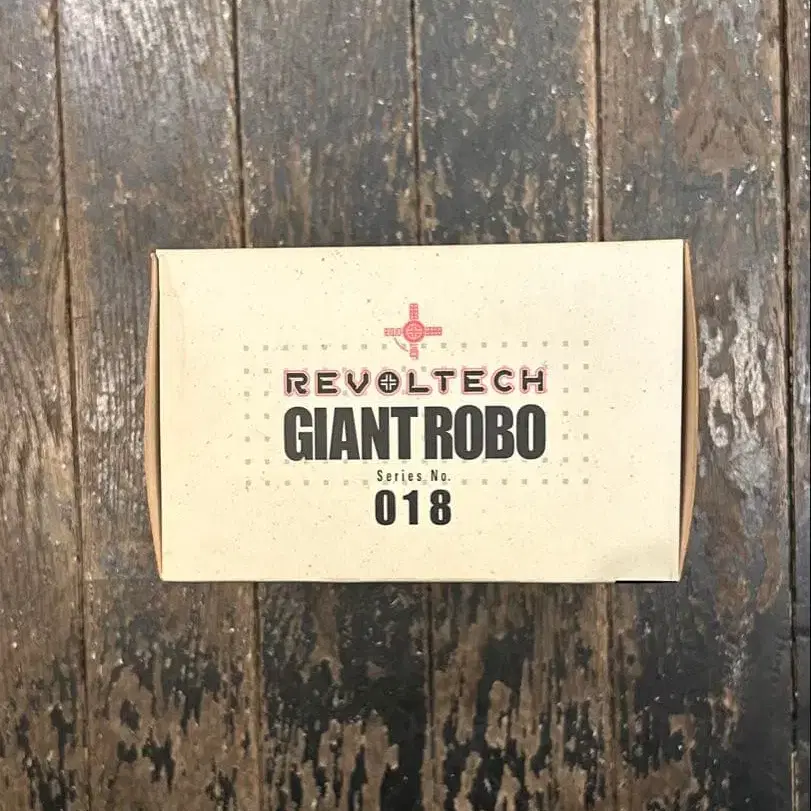 REVOLTECH
GIANT ROBO
Series No.
018